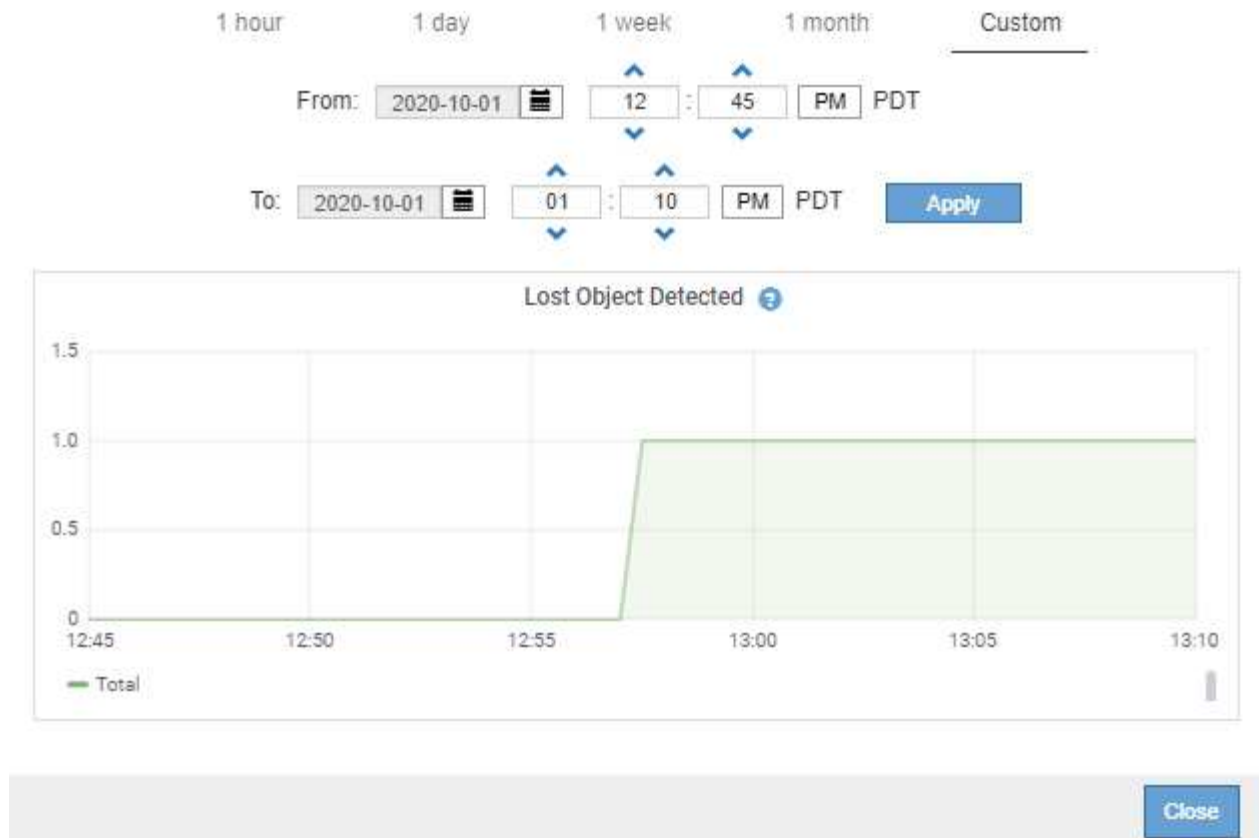 1 hour 1 day 1 week 1 month Custom
From: 2020-10-01 12 : 45 PM PDT
To: 2020-10-01 01 : 10 PM PDT Apply
Lost Object Detected ?
1.5
1.0
0.5
0
12:45 12:50 12:55 13:00 13:05 13:10
Total
Close